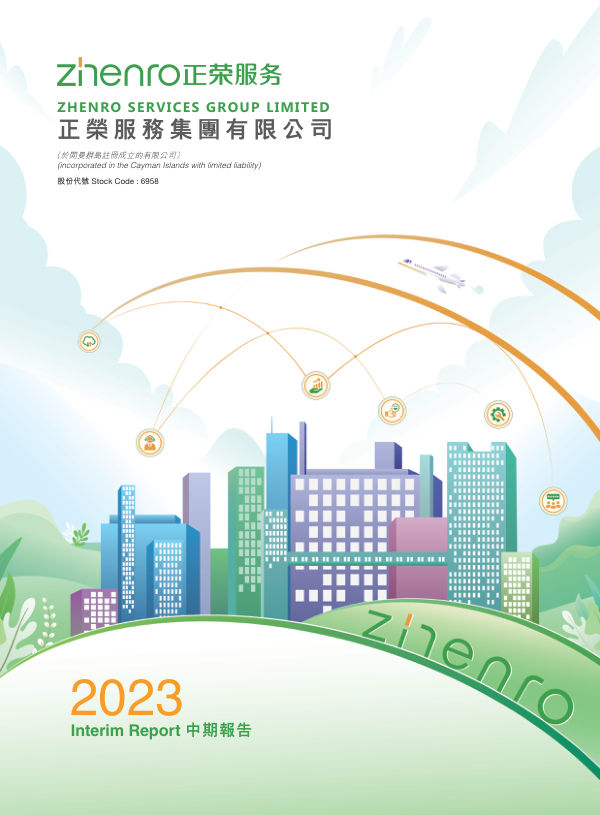 zhenro正荣服务
ZHENRO SERVICES GROUP LIMITED
正榮服務集團有限公司
（於開曼群島註冊成立的有限公司）
(incorporated in the Cayman Islands with limited liability)
股份代號 Stock Code : 6958
zhenro
2023
Interim Report 中期報告